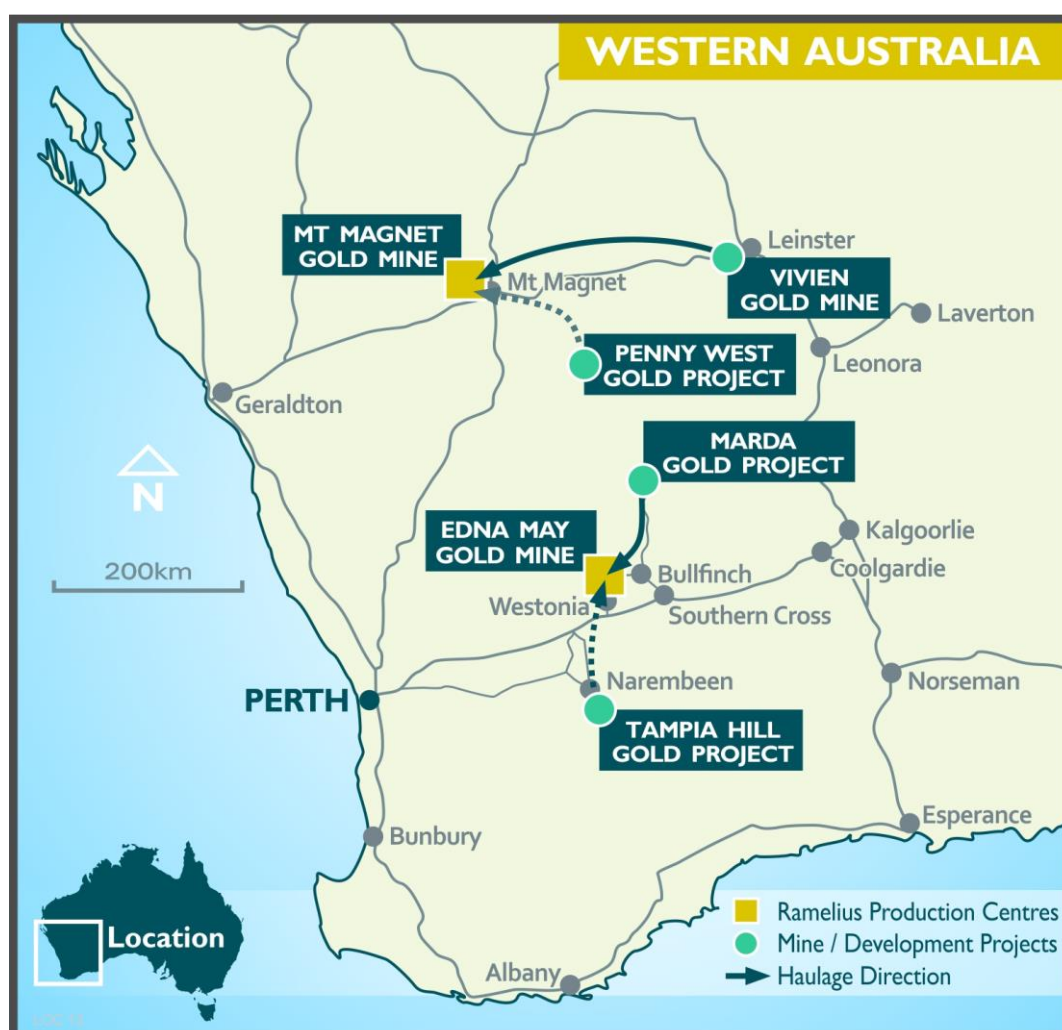 WESTERN AUSTRALIA
MT MAGNET
GOLD MINE
Mt Magnet
Leinster
VIVIEN
GOLD MINE
Laverton
Leonora
PENNY WEST
GOLD PROJECT
Geraldton
N
200km
MARDA
GOLD PROJECT
EDNA MAY
GOLD MINE
Kalgoorlie
Coolgardie
Bullfinch
Westonia
Southern Cross
PERTH
Narembeen
Norseman
TAMPIA HILL
GOLD PROJECT
Bunbury
Esperance
Albany
Location
Ramelius Production Centres
Mine / Development Projects
Haulage Direction